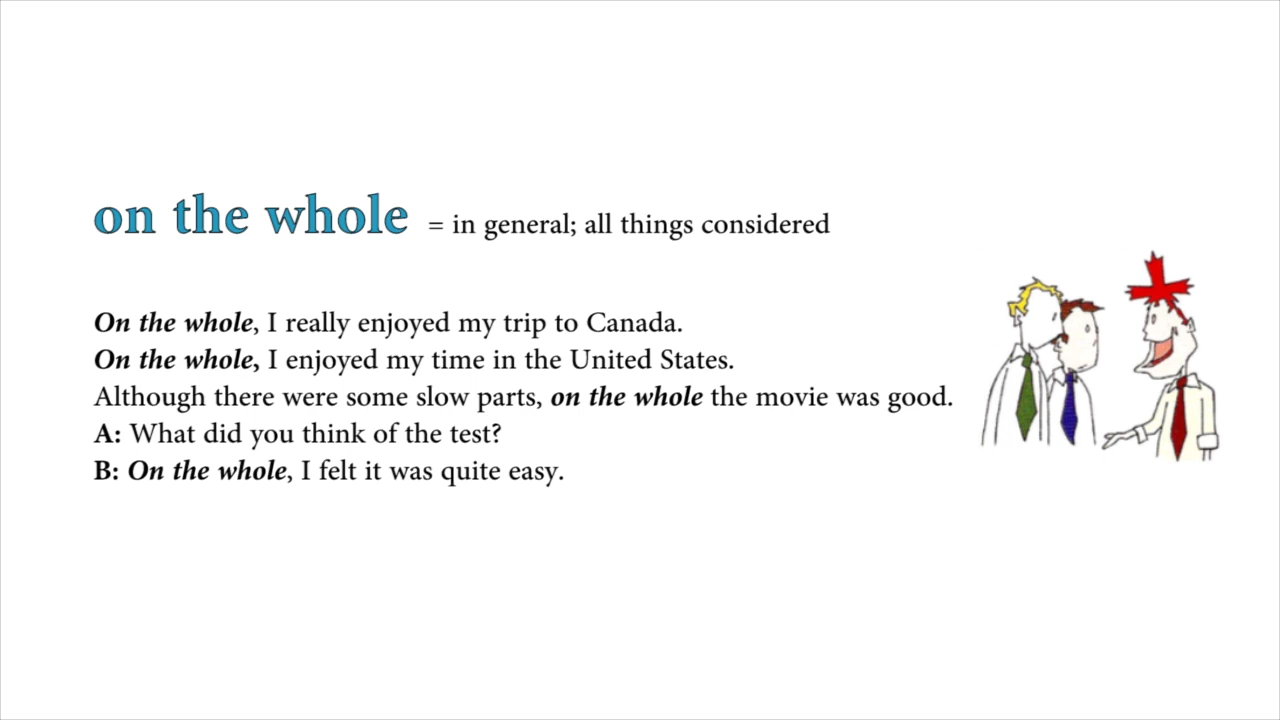 on the whole = in general; all things considered
On the whole, I really enjoyed my trip to Canada.
On the whole, I enjoyed my time in the United States.
Although there were some slow parts, on the whole the movie was good.
A: What did you think of the test?
B: On the whole, I felt it was quite easy.